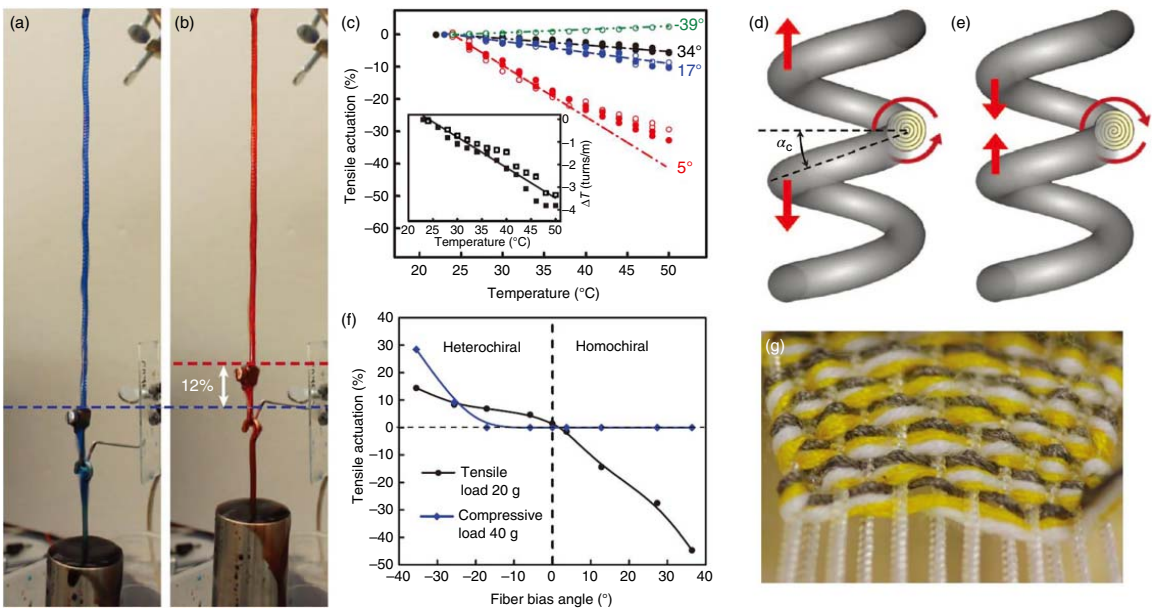 (a)
(b)
12%
(c)
Tensile actuation (%)
0
−10
−20
−30
−40
−50
−60
-39°
34°
17°
5°
0
−1
−2
−3
−4
ΔT (turns/m)
20 25 30 35 40 45 50
Temperature (°C)
20 25 30 35 40 45 50
Temperature (°C)
(d)
αc
(e)
(f)
Tensile actuation (%)
40
30
20
10
0
−10
−20
−30
−40
−50
Heterochiral
Homochiral
Tensile
load 20 g
Compressive
load 40 g
−40 −30 −20 −10 0 10 20 30 40
Fiber bias angle (°)
(g)